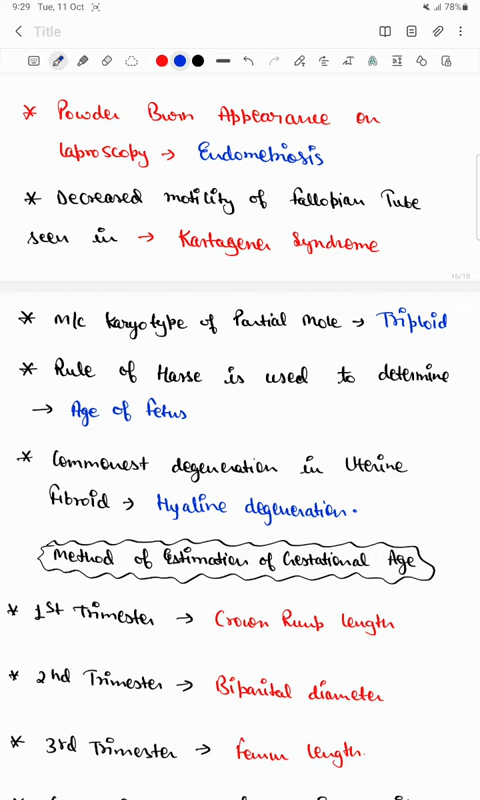 9:29 Tue, 11 Oct
78%
Title
* Powder Burn Appearance on
laproscopy → Endometriosis
* Decreased motility of fallopian Tube
seen in → Kartagener Syndrome
16/18
* M/c Karyotype of Partial Mole → Triploid
* Rule of Hasse is used to determine
→ Age of fetus
* Commonest degeneration in Uterine
fibroid → Hyaline degeneration.
Method of Estimation of Gestational Age
* 1st Trimester → Crown Rump length
* 2nd Trimester → Biparital diameter
* 3rd Trimester → Femur length.